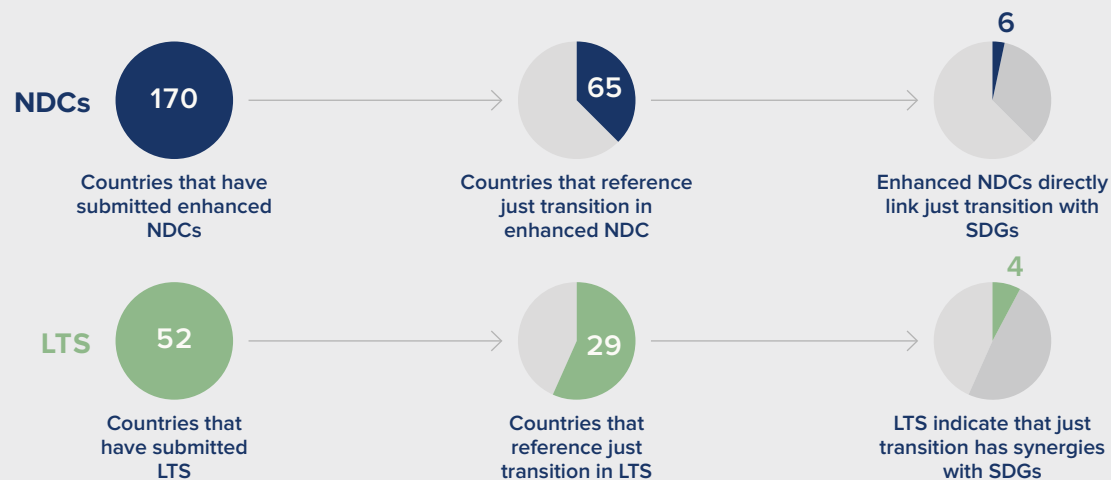 6
NDCs
170
65
Countries that have
submitted enhanced
NDCs
Countries that reference
just transition in
enhanced NDC
Enhanced NDCs directly
link just transition with
SDGs
4
LTS
52
29
Countries that
have submitted
LTS
Countries that
reference just
transition in LTS
LTS indicate that just
transition has synergies
with SDGs